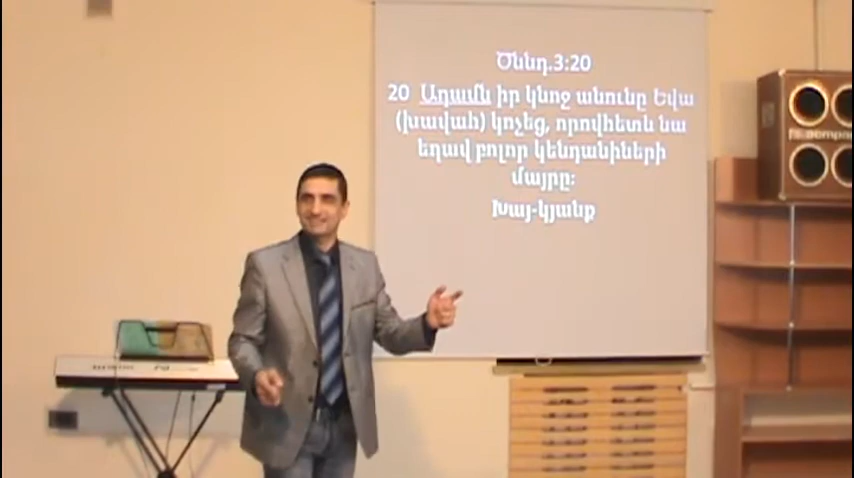 Ծննդ.3:20
20 Ադամն իր կնոջ անունը Եվա
(խավահ) կոչեց, որովհետև նա
եղավ բոլոր կենդանիների
մայրը:
Խայ-կյանք